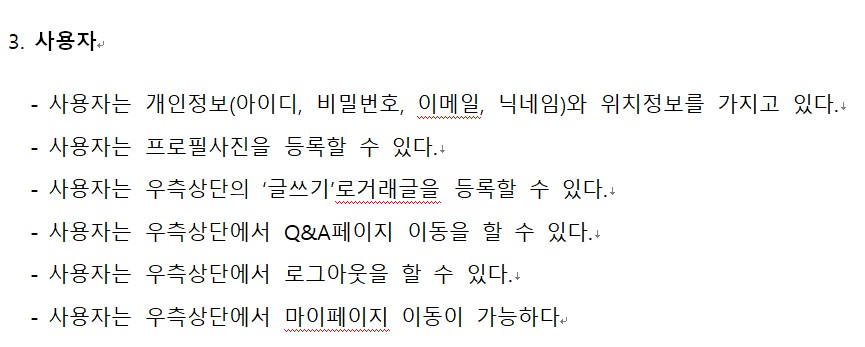 3. 사용자
- 사용자는 개인정보(아이디, 비밀번호, 이메일, 닉네임)와 위치정보를 가지고 있다.
- 사용자는 프로필사진을 등록할 수 있다.
- 사용자는 우측상단의 ‘글쓰기’로거래글을 등록할 수 있다.
- 사용자는 우측상단에서 Q&A페이지 이동을 할 수 있다.
- 사용자는 우측상단에서 로그아웃을 할 수 있다.
- 사용자는 우측상단에서 마이페이지 이동이 가능하다